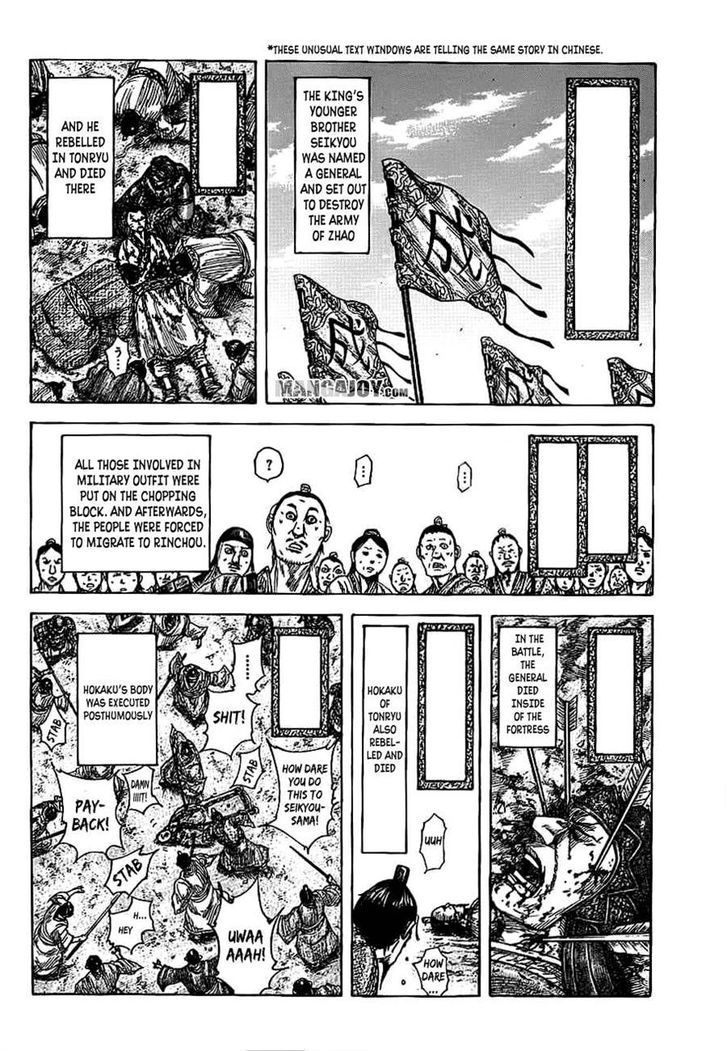 *THESE UNUSUAL TEXT WINDOWS ARE TELLING THE SAME STORY IN CHINESE.
THE KING'S
YOUNGER
BROTHER
SEIKYOU
WAS NAMED
A GENERAL
AND SET OUT
TO DESTROY
THE ARMY
OF ZHAO
成
成
成
MANGAJOY.COM
AND HE
REBELLED
IN TONRYU
AND DIED
THERE
う…
ALL THOSE INVOLVED IN
MILITARY OUTFIT WERE
PUT ON THE CHOPPING
BLOCK. AND AFTERWARDS,
THE PEOPLE WERE FORCED
TO MIGRATE TO RINCHOU.
?
...
...
IN THE
BATTLE,
THE
GENERAL
DIED
INSIDE
OF THE
FORTRESS
HOKAKU
OF
TONRYU
ALSO
REBEL-
LED AND
DIED
UUH
HOW
DARE
HOKAKU'S BODY
WAS EXECUTED
POSTHUMOUSLY
......
SHIT!
STAB
HOW DARE
YOU DO
THIS TO
SEIKYOU-
SAMA!
STAB
DAMN
IIIIT!
PAY-
BACK!
STAB
H...
HEY
UWAA
AAAAH!